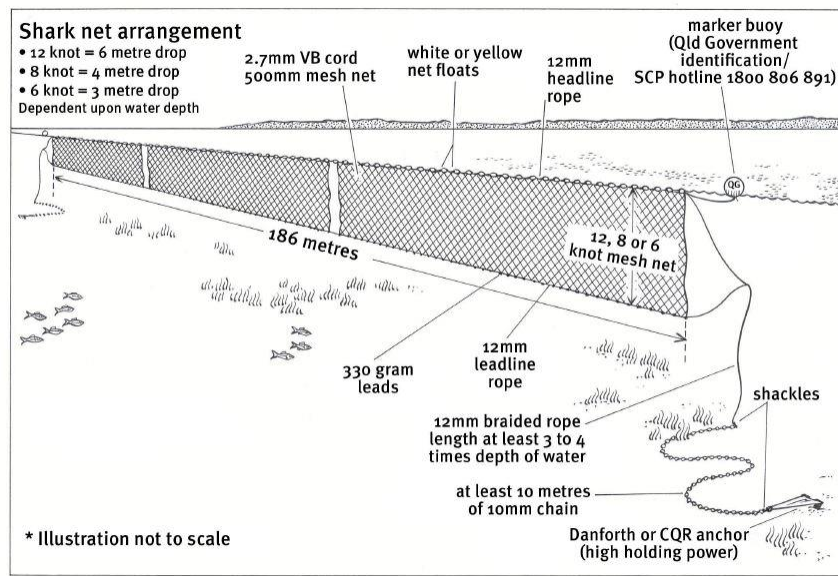 Shark net arrangement
• 12 knot = 6 metre drop
• 8 knot = 4 metre drop
• 6 knot = 3 metre drop
Dependent upon water depth
2.7mm VB cord
500mm mesh net
white or yellow
net floats
12mm
headline
rope
marker buoy
(Qld Government
identification/
SCP hotline 1800 806 891)
QG
186 metres
12, 8 or 6
knot mesh net
330 gram
leads
12mm
leadline
rope
12mm braided rope
length at least 3 to 4
times depth of water
shackles
at least 10 metres
of 10mm chain
Danforth or CQR anchor
(high holding power)
* Illustration not to scale